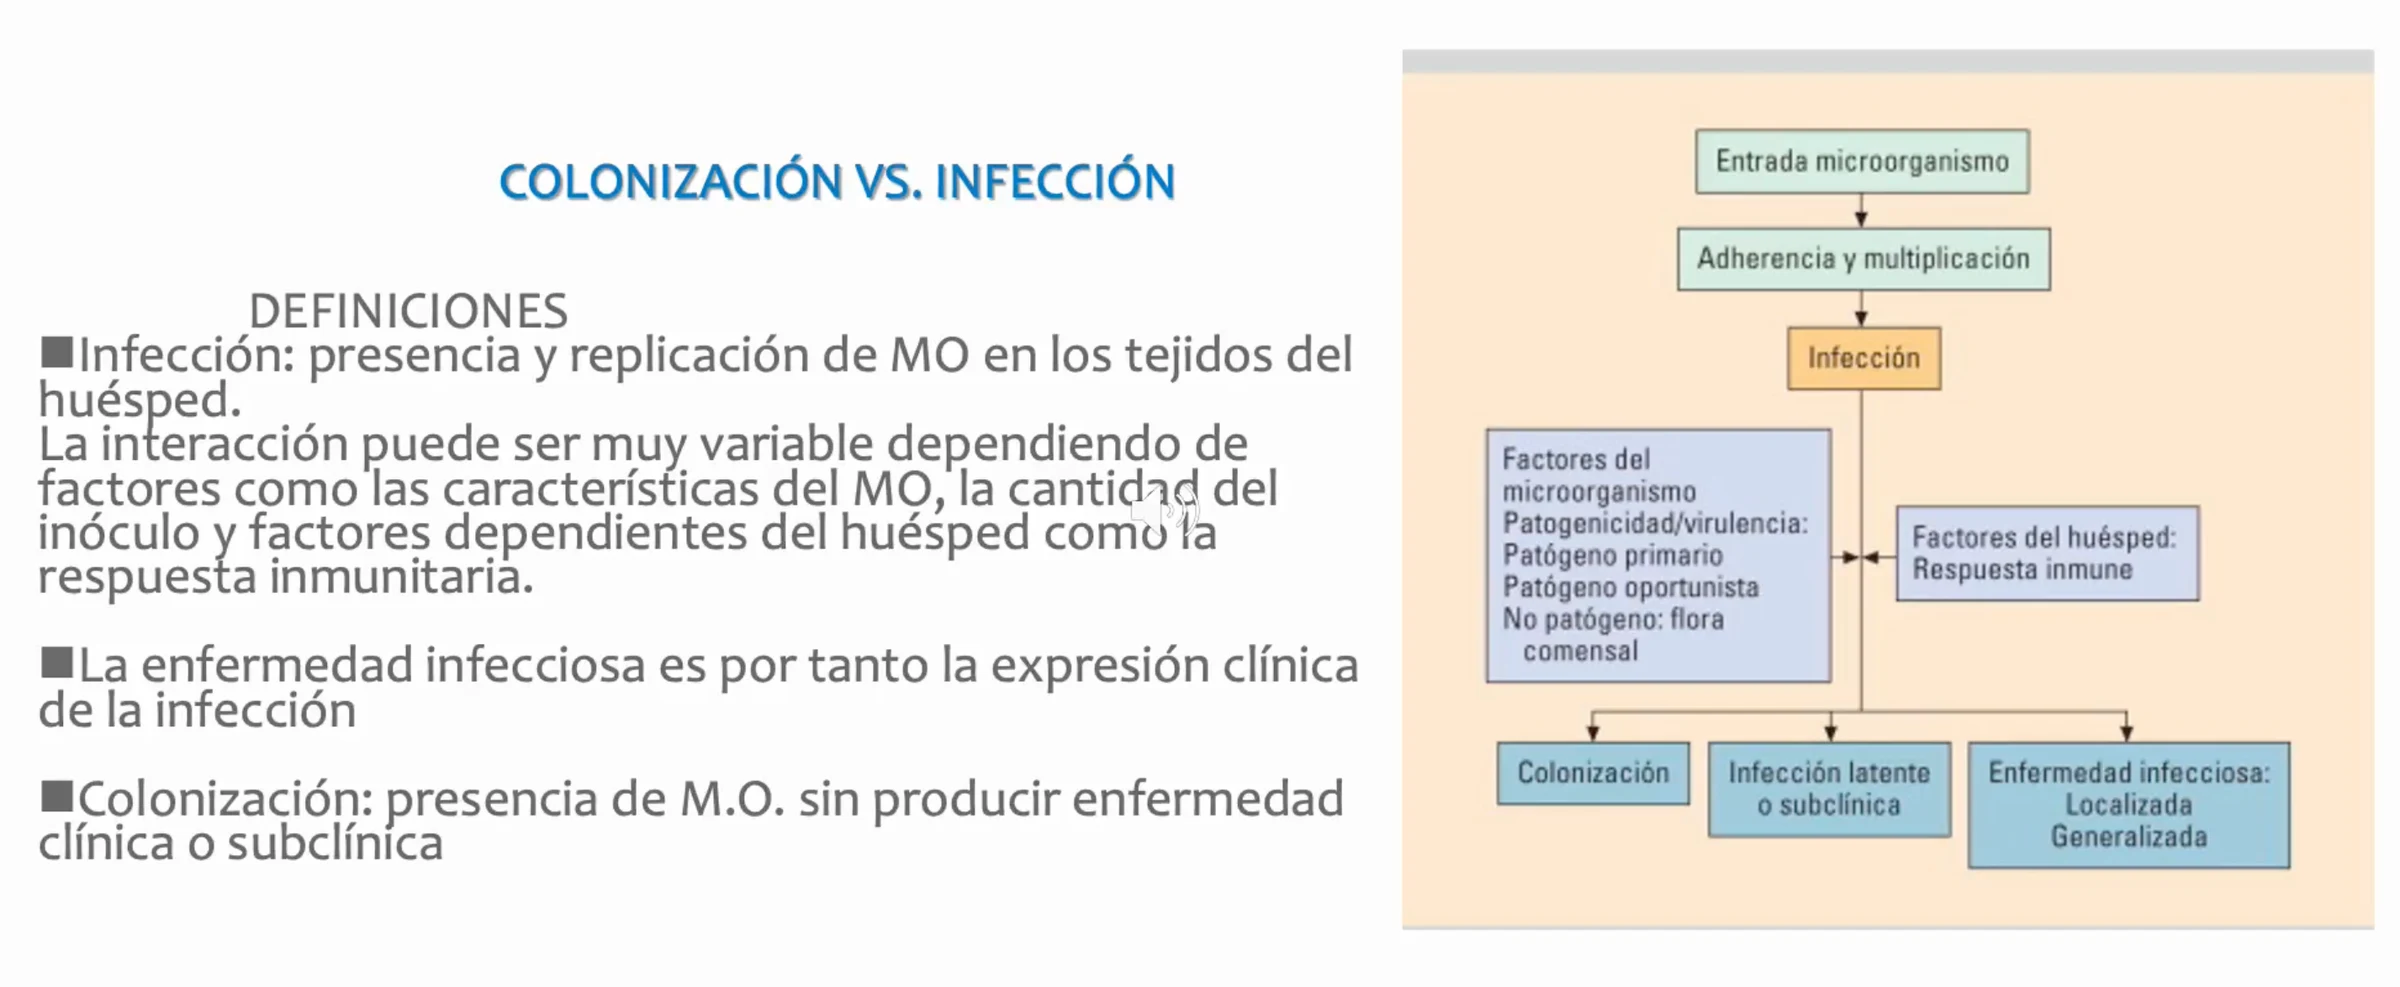 COLONIZACIÓN VS. INFECCIÓN
DEFINICIONES
■Infección: presencia y replicación de MO en los tejidos del
huésped.
La interacción puede ser muy variable dependiendo de
factores como las características del MO, la cantidad del
inóculo y factores dependientes del huésped como la
respuesta inmunitaria.
■La enfermedad infecciosa es por tanto la expresión clínica
de la infección
■Colonización: presencia de M.O. sin producir enfermedad
clínica o subclínica
Entrada microorganismo
Adherencia y multiplicación
Infección
Factores del
microorganismo
Patogenicidad/virulencia:
Patógeno primario
Patógeno oportunista
No patógeno: flora
comensal
Factores del huésped:
Respuesta inmune
Colonización
Infección latente
o subclínica
Enfermedad infecciosa:
Localizada
Generalizada